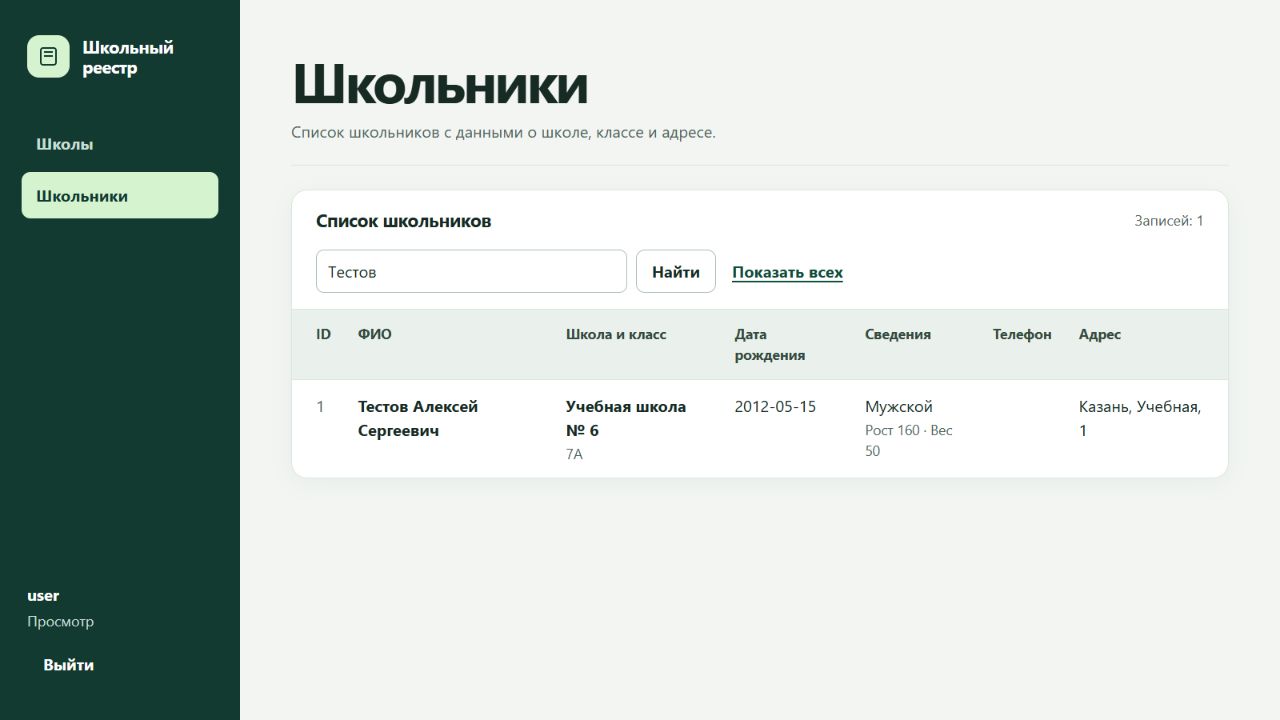 Школьный
реестр
Школы
Школьники
user
Просмотр
Выйти
Школьники
Список школьников с данными о школе, классе и адресе.
Список школьников
Записей: 1
Тестов
Найти
Показать всех
ID ФИО Школа и класс Дата рождения Сведения Телефон Адрес
1
Тестов Алексей
Сергеевич
Учебная школа
№ 6
7А
2012-05-15
Мужской
Рост 160 · Вес
50
Казань, Учебная,
1